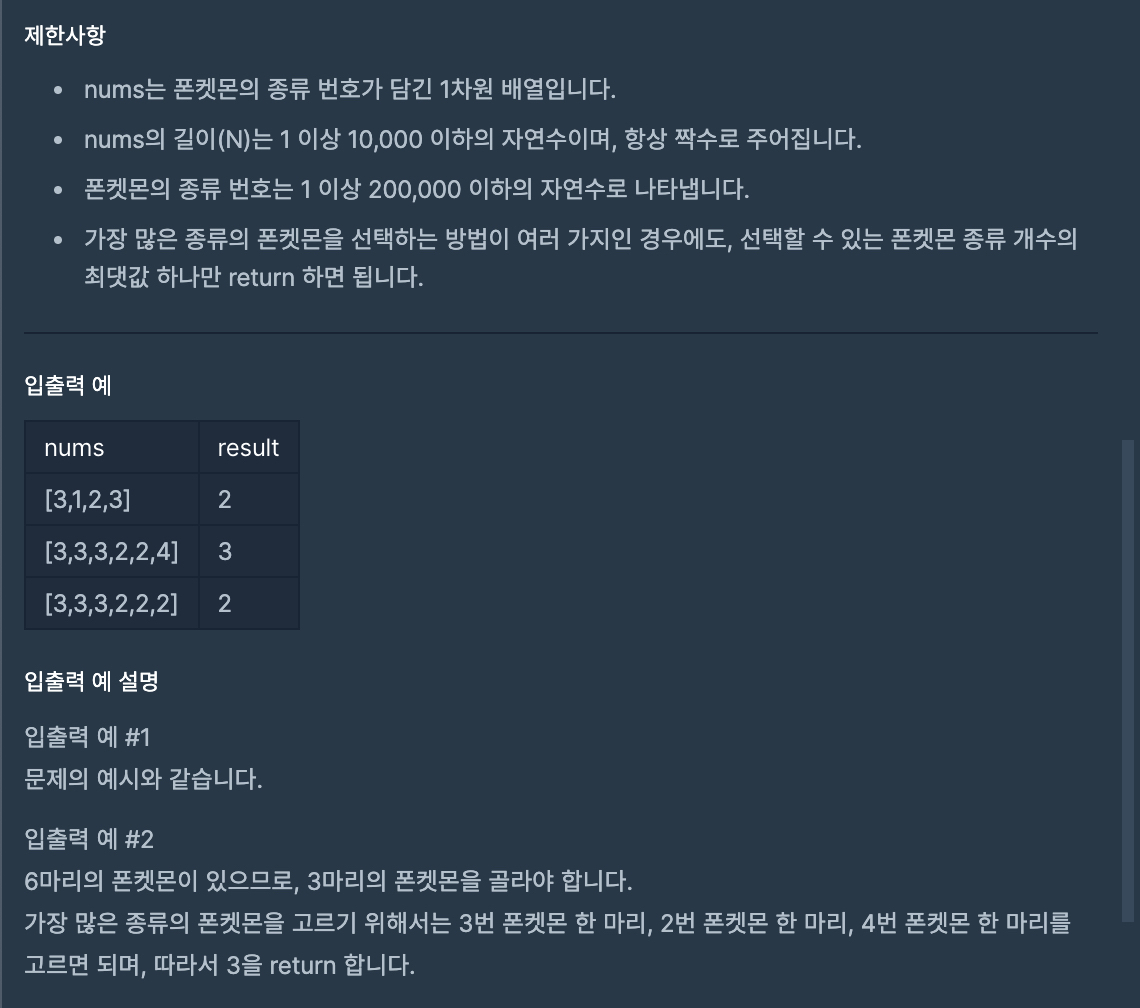 제한사항
nums는 폰켓몬의 종류 번호가 담긴 1차원 배열입니다.
nums의 길이(N)는 1 이상 10,000 이하의 자연수이며, 항상 짝수로 주어집니다.
폰켓몬의 종류 번호는 1 이상 200,000 이하의 자연수로 나타냅니다.
가장 많은 종류의 폰켓몬을 선택하는 방법이 여러 가지인 경우에도, 선택할 수 있는 폰켓몬 종류 개수의
최댓값 하나만 return 하면 됩니다.
입출력 예
nums result
[3,1,2,3] 2
[3,3,3,2,2,4] 3
[3,3,3,2,2,2] 2
입출력 예 설명
입출력 예 #1
문제의 예시와 같습니다.
입출력 예 #2
6마리의 폰켓몬이 있으므로, 3마리의 폰켓몬을 골라야 합니다.
가장 많은 종류의 폰켓몬을 고르기 위해서는 3번 폰켓몬 한 마리, 2번 폰켓몬 한 마리, 4번 폰켓몬 한 마리를
고르면 되며, 따라서 3을 return 합니다.